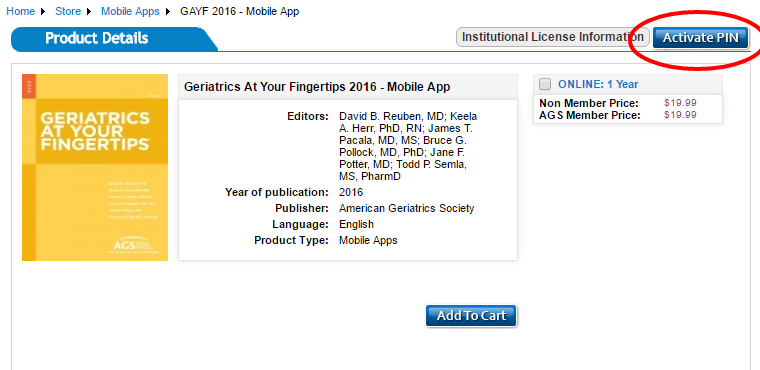 Home Store Mobile Apps GAYF 2016 - Mobile App
Product Details
Institutional License Information
Activate PIN
GERIATRICS
AT YOUR
FINGERTIPS
AGS
Geriatrics At Your Fingertips 2016 - Mobile App
Editors: David B. Reuben, MD; Keela
A. Herr, PhD, RN; James T.
Pacala, MD, MS; Bruce G.
Pollock, MD, PhD; Jane F.
Potter, MD; Todd P. Semla,
MS, PharmD
Year of publication: 2016
Publisher: American Geriatrics Society
Language: English
Product Type: Mobile Apps
ONLINE: 1 Year
Non Member Price: $19.99
AGS Member Price: $19.99
Add To Cart